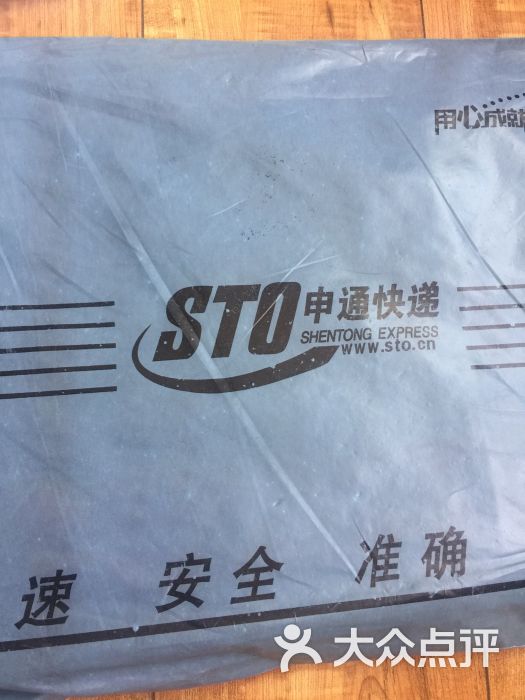 用心成就
STO 申通快递
SHENTONG EXPRESS
www.sto.cn
速 安全 准确
大众点评